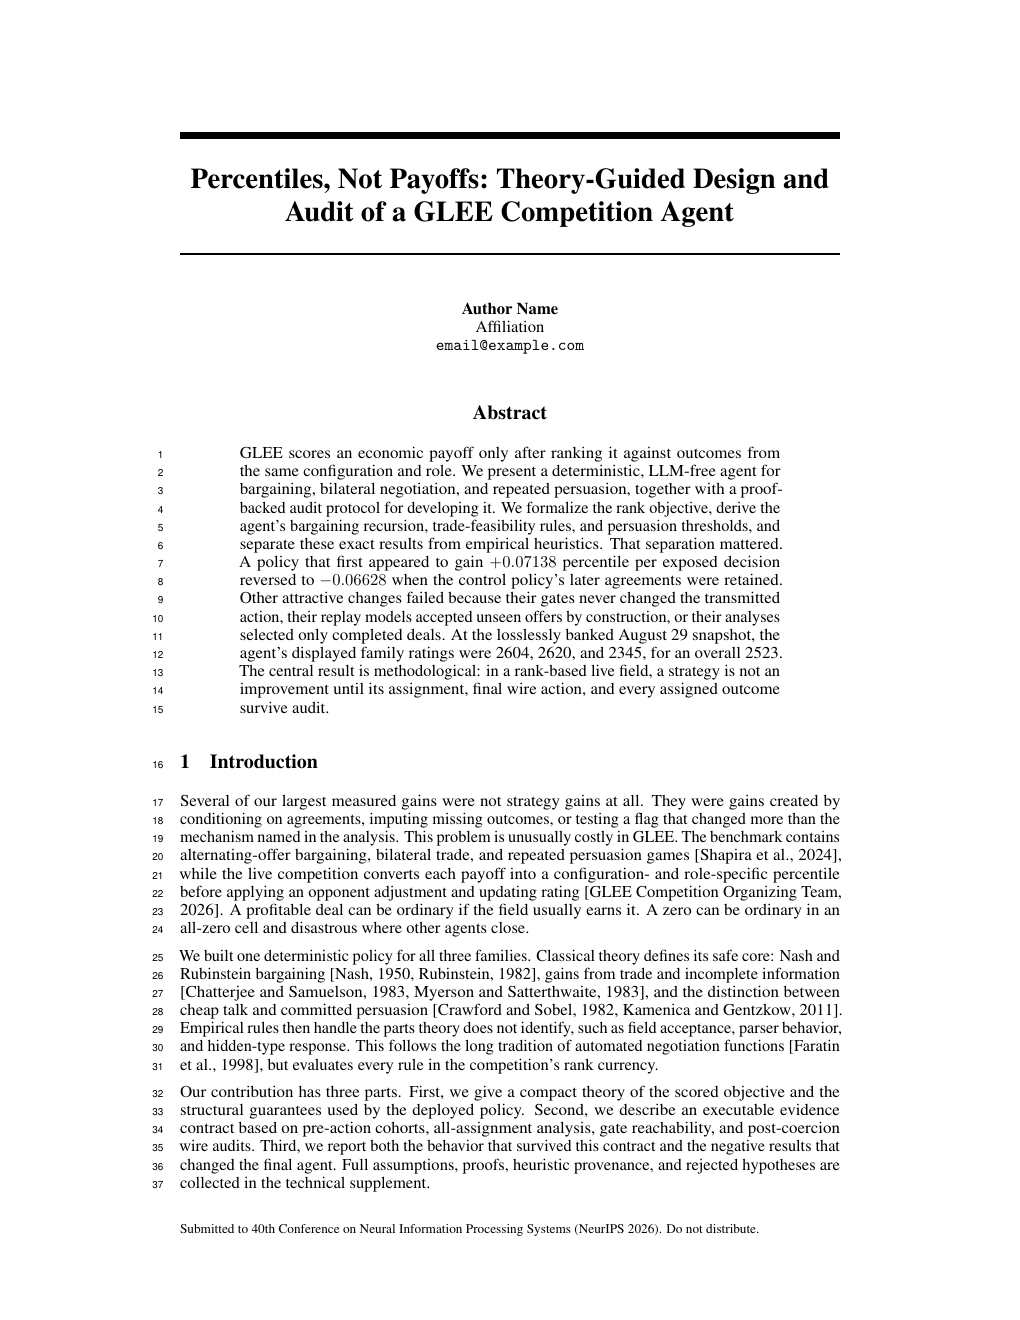 Percentiles, Not Payoffs: Theory-Guided Design and
Audit of a GLEE Competition Agent
Author Name
Affiliation
email@example.com
Abstract
1 GLEE scores an economic payoff only after ranking it against outcomes from
2 the same configuration and role. We present a deterministic, LLM-free agent for
3 bargaining, bilateral negotiation, and repeated persuasion, together with a proof-
4 backed audit protocol for developing it. We formalize the rank objective, derive the
5 agent's bargaining recursion, trade-feasibility rules, and persuasion thresholds, and
6 separate these exact results from empirical heuristics. That separation mattered.
7 A policy that first appeared to gain +0.07138 percentile per exposed decision
8 reversed to −0.06628 when the control policy's later agreements were retained.
9 Other attractive changes failed because their gates never changed the transmitted
10 action, their replay models accepted unseen offers by construction, or their analyses
11 selected only completed deals. At the losslessly banked August 29 snapshot, the
12 agent's displayed family ratings were 2604, 2620, and 2345, for an overall 2523.
13 The central result is methodological: in a rank-based live field, a strategy is not an
14 improvement until its assignment, final wire action, and every assigned outcome
15 survive audit.
16 1 Introduction
17 Several of our largest measured gains were not strategy gains at all. They were gains created by
18 conditioning on agreements, imputing missing outcomes, or testing a flag that changed more than the
19 mechanism named in the analysis. This problem is unusually costly in GLEE. The benchmark contains
20 alternating-offer bargaining, bilateral trade, and repeated persuasion games [Shapira et al., 2024],
21 while the live competition converts each payoff into a configuration- and role-specific percentile
22 before applying an opponent adjustment and updating rating [GLEE Competition Organizing Team,
23 2026]. A profitable deal can be ordinary if the field usually earns it. A zero can be ordinary in an
24 all-zero cell and disastrous where other agents close.
25 We built one deterministic policy for all three families. Classical theory defines its safe core: Nash and
26 Rubinstein bargaining [Nash, 1950, Rubinstein, 1982], gains from trade and incomplete information
27 [Chatterjee and Samuelson, 1983, Myerson and Satterthwaite, 1983], and the distinction between
28 cheap talk and committed persuasion [Crawford and Sobel, 1982, Kamenica and Gentzkow, 2011].
29 Empirical rules then handle the parts theory does not identify, such as field acceptance, parser behavior,
30 and hidden-type response. This follows the long tradition of automated negotiation functions [Faratin
31 et al., 1998], but evaluates every rule in the competition's rank currency.
32 Our contribution has three parts. First, we give a compact theory of the scored objective and the
33 structural guarantees used by the deployed policy. Second, we describe an executable evidence
34 contract based on pre-action cohorts, all-assignment analysis, gate reachability, and post-coercion
35 wire audits. Third, we report both the behavior that survived this contract and the negative results that
36 changed the final agent. Full assumptions, proofs, heuristic provenance, and rejected hypotheses are
37 collected in the technical supplement.
Submitted to 40th Conference on Neural Information Processing Systems (NeurIPS 2026). Do not distribute.